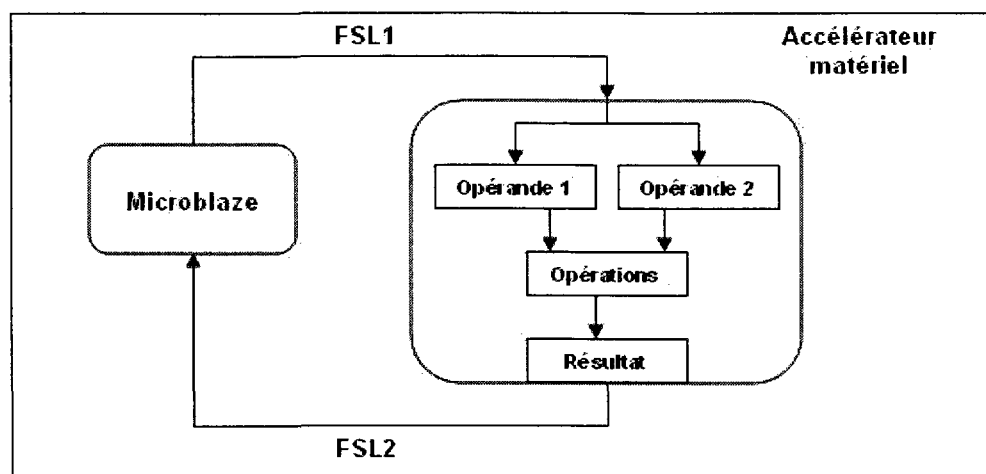 FSL1
Accélérateur
matériel
Microblaze
Opérande 1
Opérande 2
Opérations
Résultat
FSL2